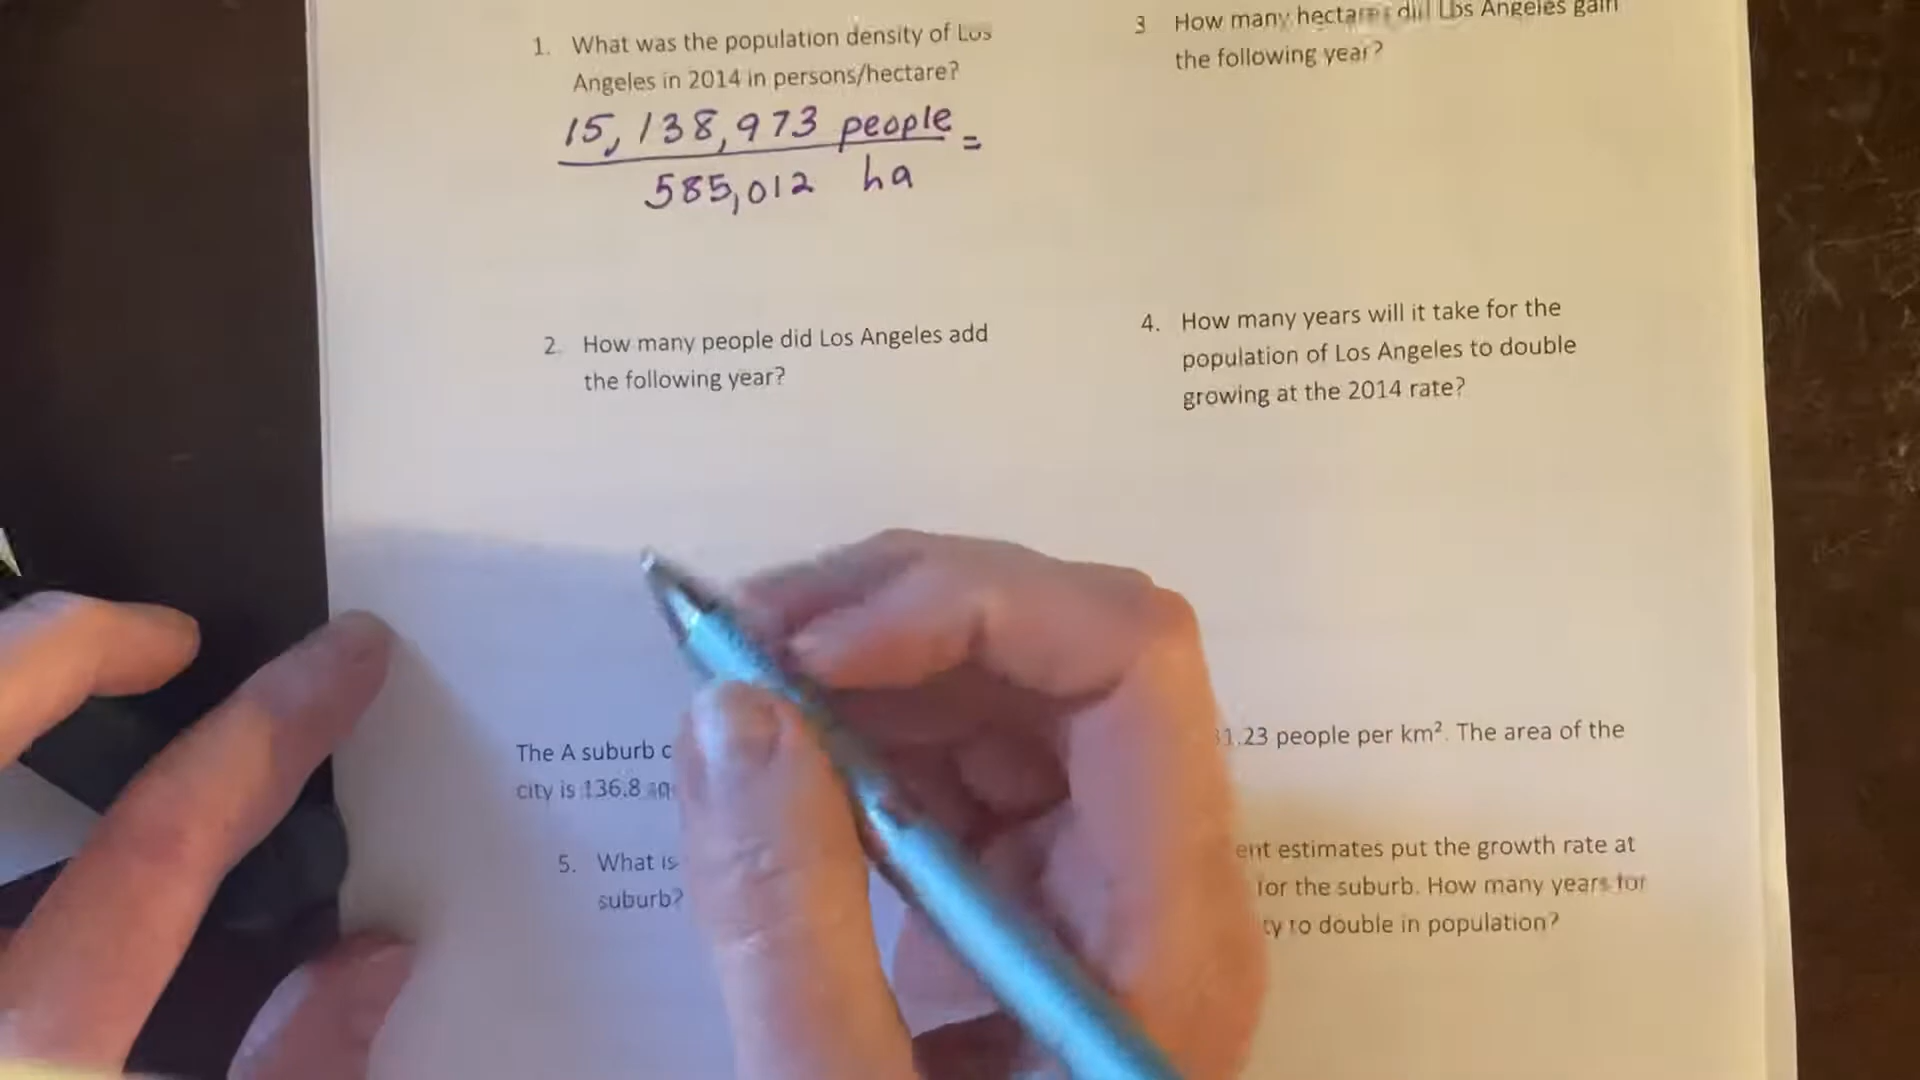 1. What was the population density of Los
Angeles in 2014 in persons/hectare?
15,138,973 people =
585,012 ha
2. How many people did Los Angeles add
the following year?
3 How many hectares did Los Angeles gain
the following year?
4. How many years will it take for the
population of Los Angeles to double
growing at the 2014 rate?
The A suburb c
1.23 people per km². The area of the
city is 136.8 sq
5. What is
suburb?
ent estimates put the growth rate at
for the suburb. How many years for
ty to double in population?